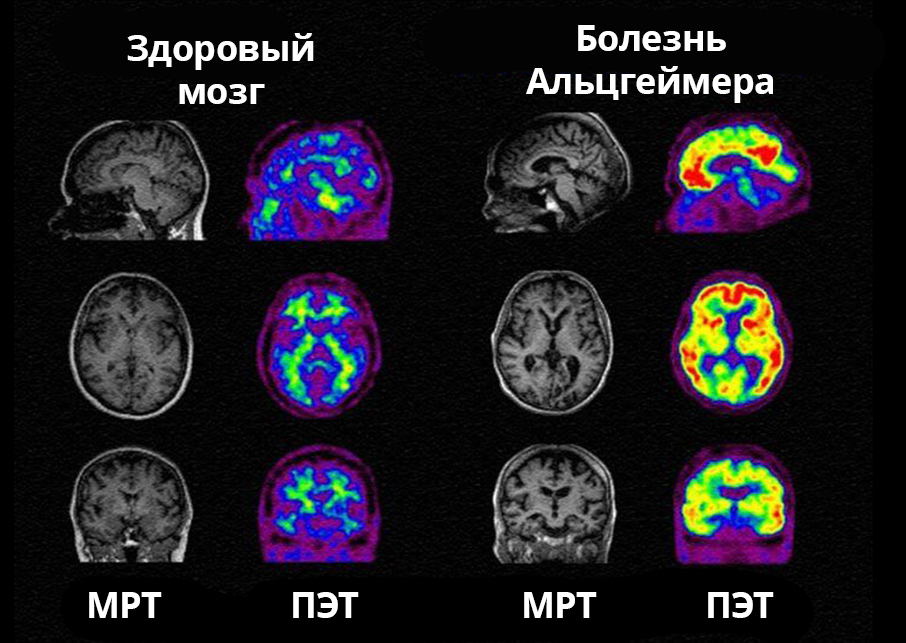 Здоровый
мозг
Болезнь
Альцгеймера
МРТ
ПЭТ
МРТ
ПЭТ